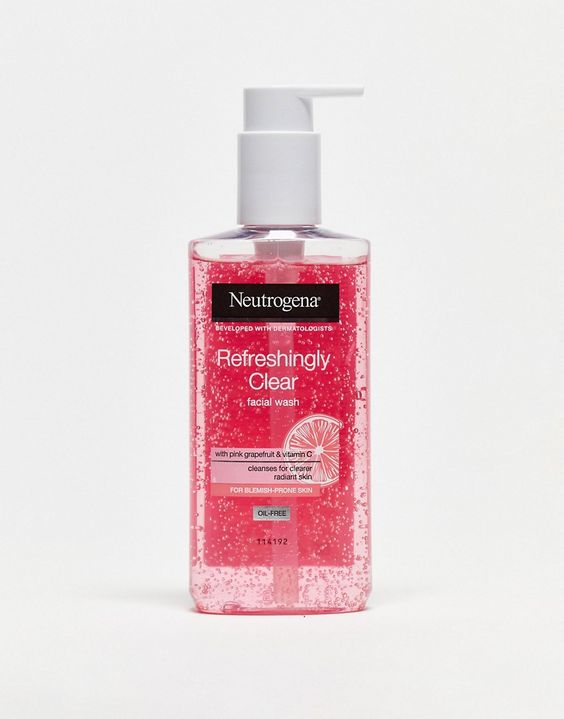 Neutrogena®
DEVELOPED WITH DERMATOLOGISTS
Refreshingly
Clear
facial wash
with pink grapefruit & vitamin C
cleanses for clearer
radiant skin
FOR BLEMISH-PRONE SKIN
OIL-FREE
114192